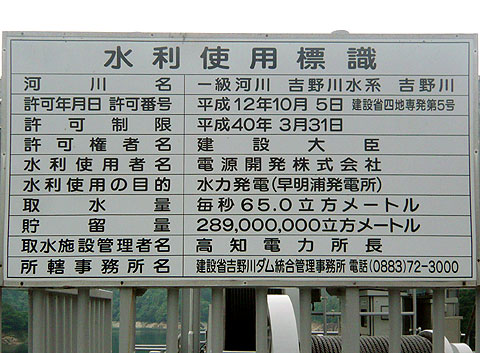 水利使用標識
河川名 一級河川 吉野川水系 吉野川
許可年月日 許可番号 平成12年10月5日 建設省四地専発第5号
許可制限 平成40年3月31日
許可権者名 建設大臣
水利使用者名 電源開発株式会社
水利使用の目的 水力発電(早明浦発電所)
取水量 毎秒65.0立方メートル
貯留量 289,000,000立方メートル
取水施設管理者名 高知電力所長
所轄事務所名 建設省吉野川ダム統合管理事務所 電話(0883)72-3000